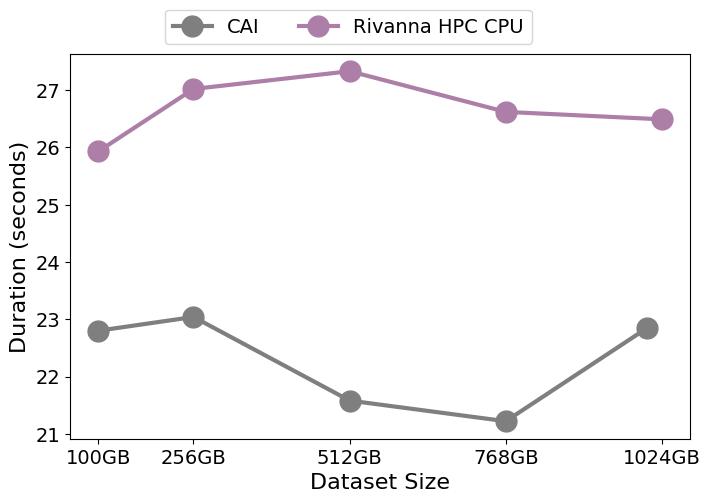 CAI Rivanna HPC CPU
Duration (seconds)
27
26
25
24
23
22
21
100GB 256GB 512GB 768GB 1024GB
Dataset Size